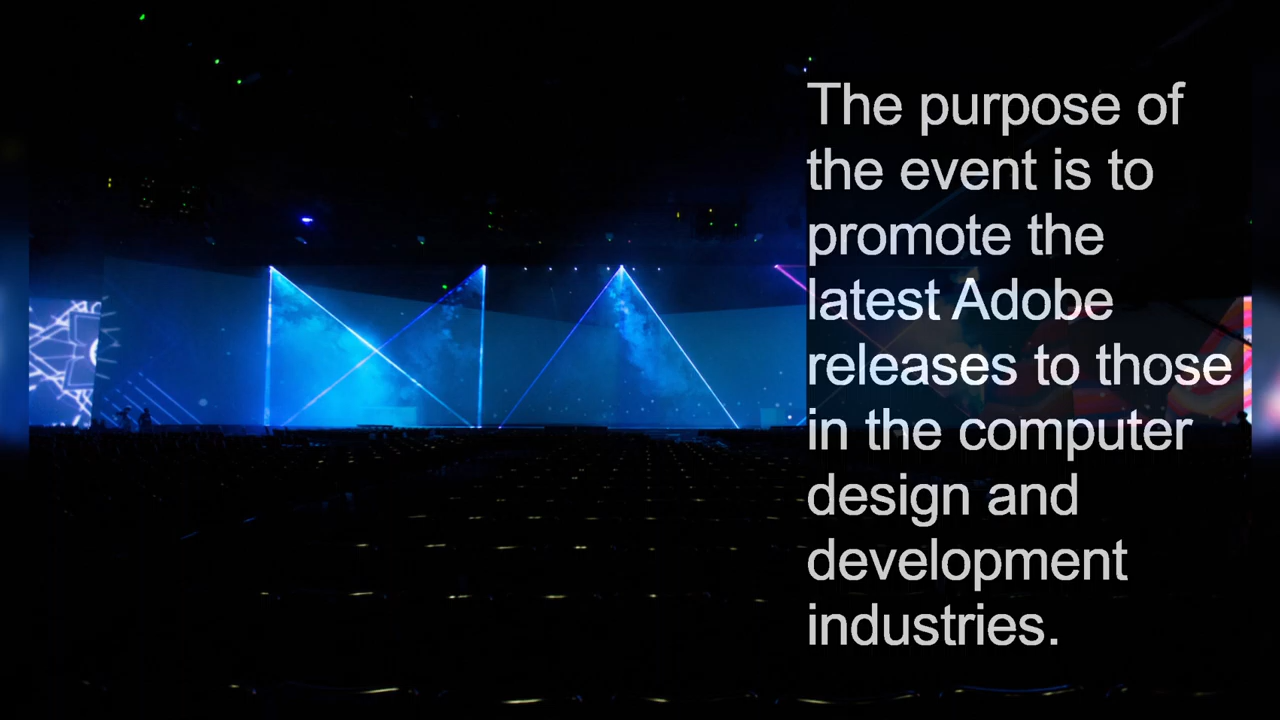 The purpose of
the event is to
promote the
latest Adobe
releases to those
in the computer
design and
development
industries.